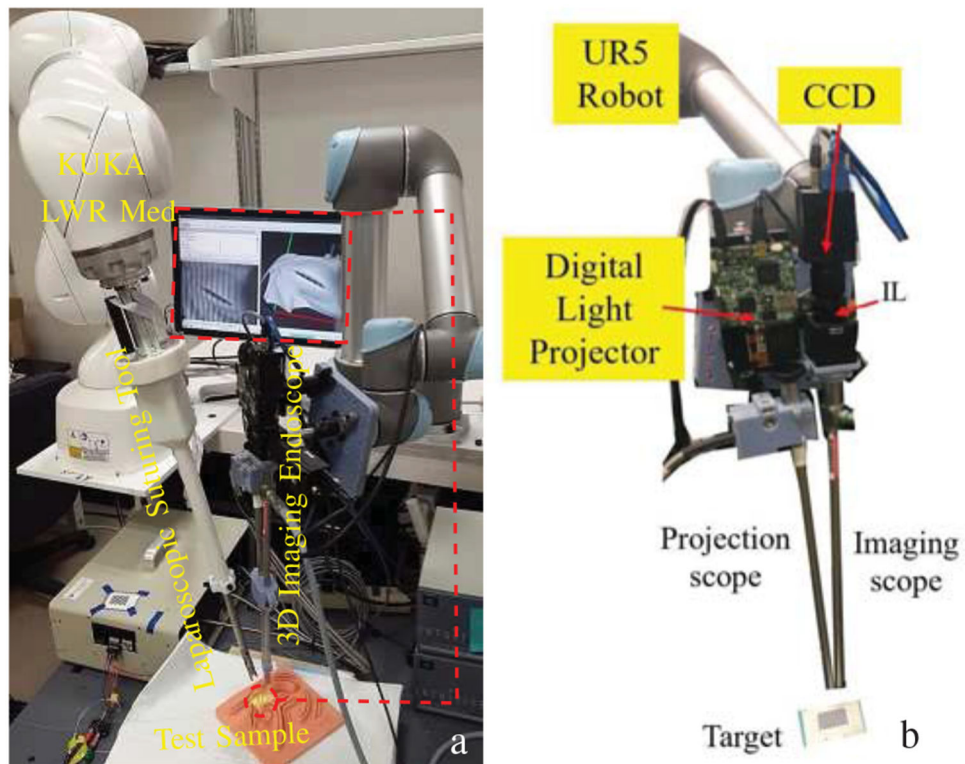 KUKA
LWR Med
Laparoscopic Suturing Tool
3D Imaging Endoscope
Test Sample
a
UR5
Robot
CCD
Digital
Light
Projector
IL
Projection
scope
Imaging
scope
Target
b